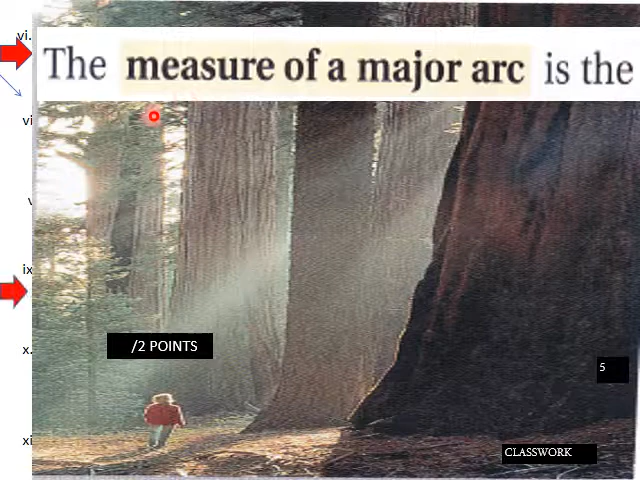 vi.
The measure of a major arc is the
vi
v
ix
/2 POINTS
x.
5
xi
CLASSWORK